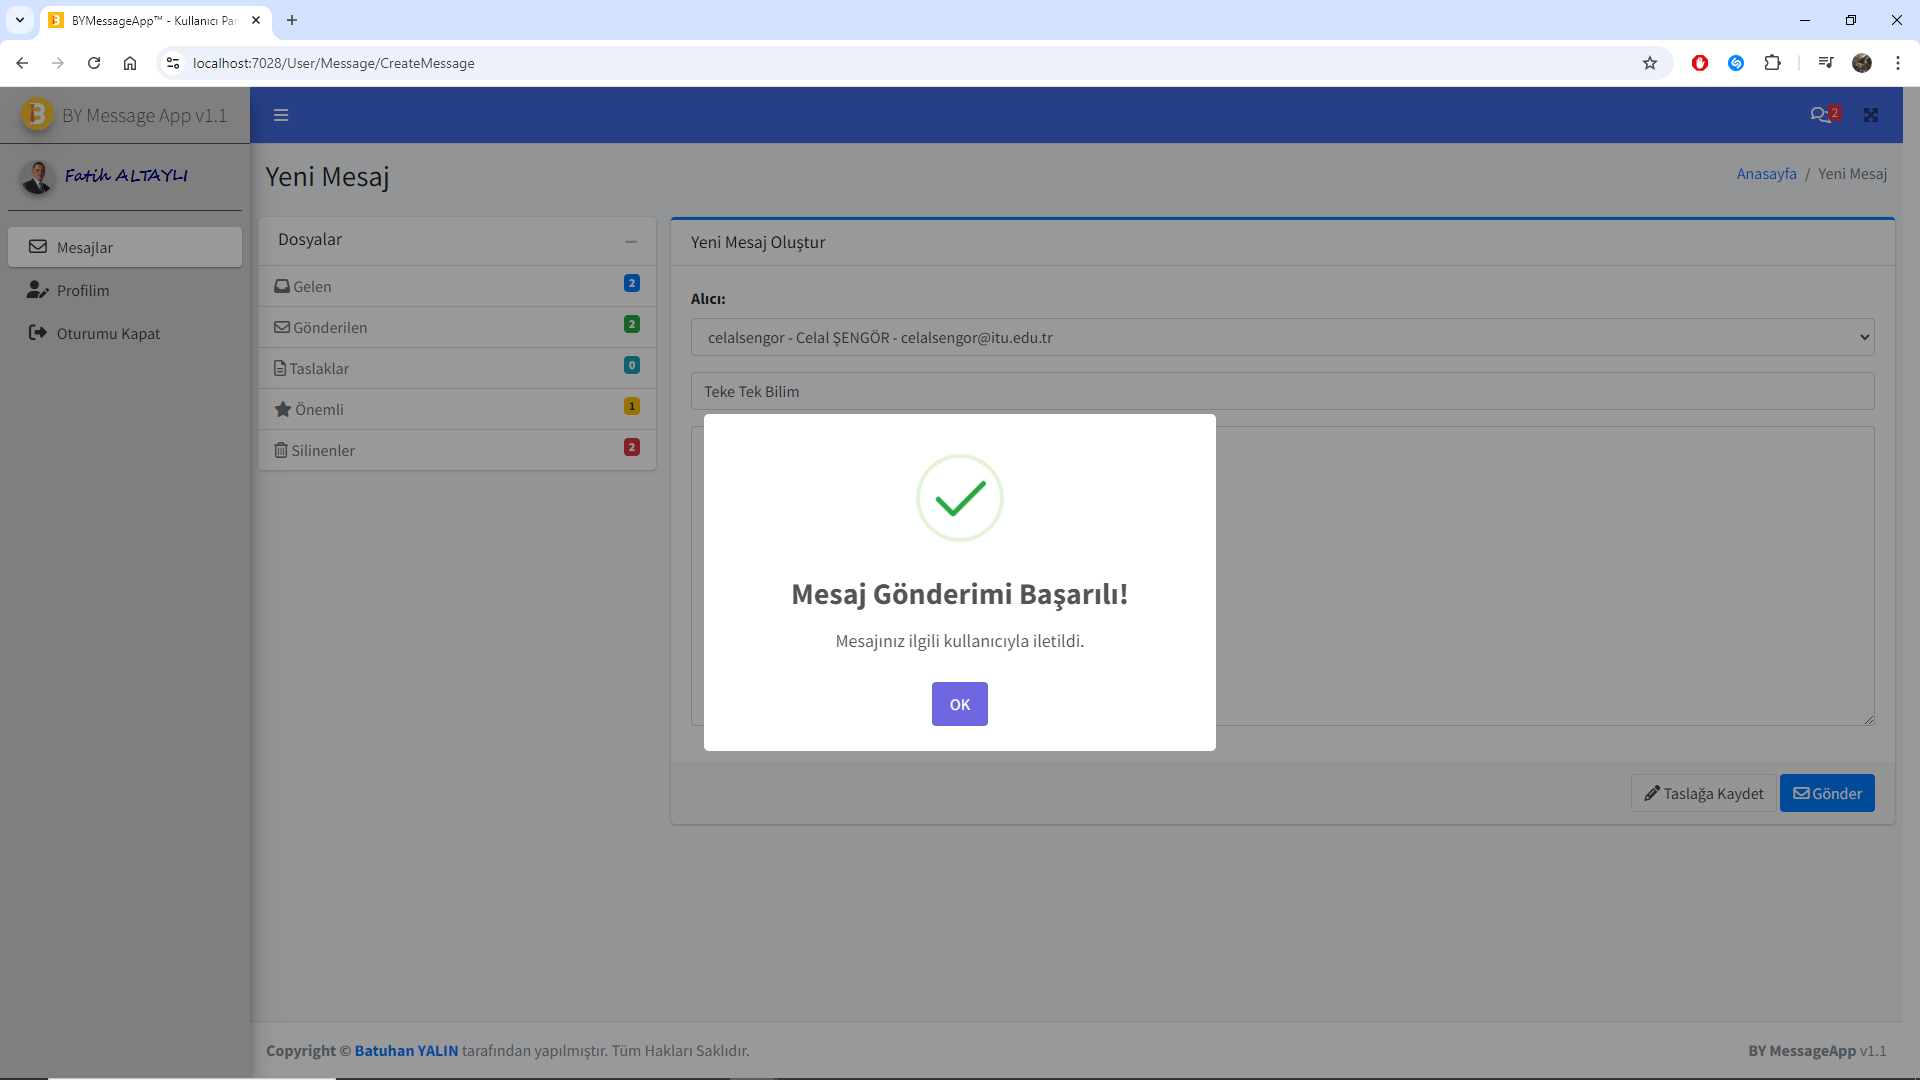 BYMessageApp™ - Kullanıcı Par
localhost:7028/User/Message/CreateMessage
BY Message App v1.1
2
Fatih ALTAYLI
Yeni Mesaj
Anasayfa / Yeni Mesaj
Mesajlar
Profilim
Oturumu Kapat
Dosyalar
Gelen 2
Gönderilen 2
Taslaklar 0
Önemli 1
Silinenler 2
Yeni Mesaj Oluştur
Alıcı:
celalsengor - Celal ŞENGÖR - celalsengor@itu.edu.tr
Teke Tek Bilim
Mesaj Gönderimi Başarılı!
Mesajınız ilgili kullanıcıyla iletildi.
OK
Taslağa Kaydet
Gönder
Copyright © Batuhan YALIN tarafından yapılmıştır. Tüm Hakları Saklıdır.
BY MessageApp v1.1